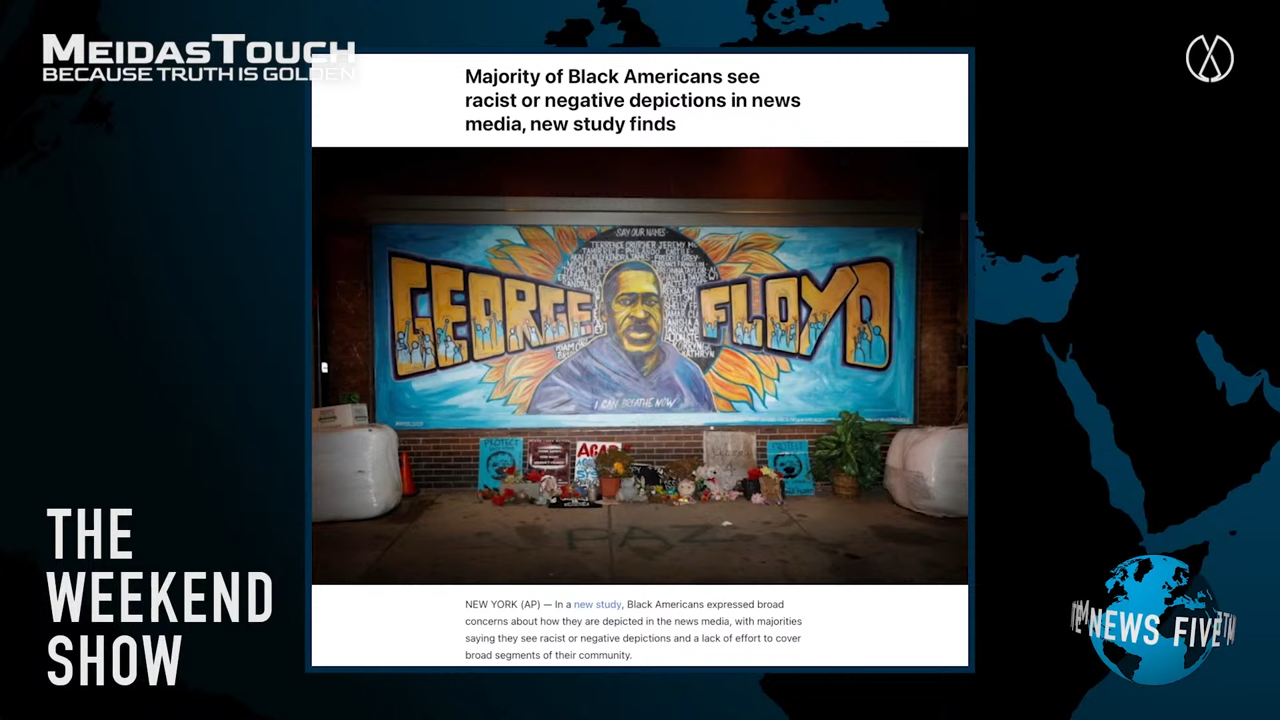 MEIDASTOUCH
BECAUSE TRUTH IS GOLDEN
Majority of Black Americans see
racist or negative depictions in news
media, new study finds
SAY OUR NAMES
GEORGE FLOYD
I CAN BREATHE NOW
PROTECT
PAZ
NEW YORK (AP) — In a new study, Black Americans expressed broad
concerns about how they are depicted in the news media, with majorities
saying they see racist or negative depictions and a lack of effort to cover
broad segments of their community.
THE
WEEKEND
SHOW
NEWS FIVE